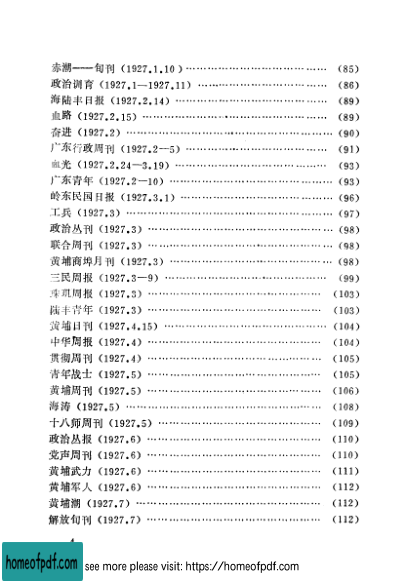 赤潮——旬刊（1927.1.10）……………………………（85）
政治训育（1927.1—1927.11）…………………………（86）
海陆丰日报（1927.2.14）………………………………（89）
血路（1927.2.15）………………………………………（89）
奋进（1927.2）……………………………………………（90）
广东行政周刊（1927.2—5）……………………………（91）
血光（1927.2.24—3.19）………………………………（93）
广东青年（1927.2—10）…………………………………（93）
岭东民国日报（1927.3.1）………………………………（96）
工兵（1927.3）……………………………………………（97）
政治丛刊（1927.3）………………………………………（98）
联合周刊（1927.3）………………………………………（98）
黄埔商埠月刊（1927.3）…………………………………（98）
三民周报（1927.3—9）…………………………………（99）
周报（1927.3）……………………………………（103）
陆丰青年（1927.3）……………………………………（103）
黄埔日刊（1927.4.15）…………………………………（104）
中华周报（1927.4）……………………………………（104）
贯彻周刊（1927.4）……………………………………（105）
青年战士（1927.5）……………………………………（105）
黄埔周刊（1927.5）……………………………………（106）
海涛（1927.5）…………………………………………（108）
十八师周刊（1927.5）…………………………………（109）
政治丛报（1927.6）……………………………………（110）
党声周刊（1927.6）……………………………………（110）
黄埔武力（1927.6）……………………………………（111）
黄埔军人（1927.6）……………………………………（112）
黄埔潮（1927.7）………………………………………（112）
解放旬刊（1927.7）……………………………………（112）
homeofpdf.com see more please visit: https://homeofpdf.com